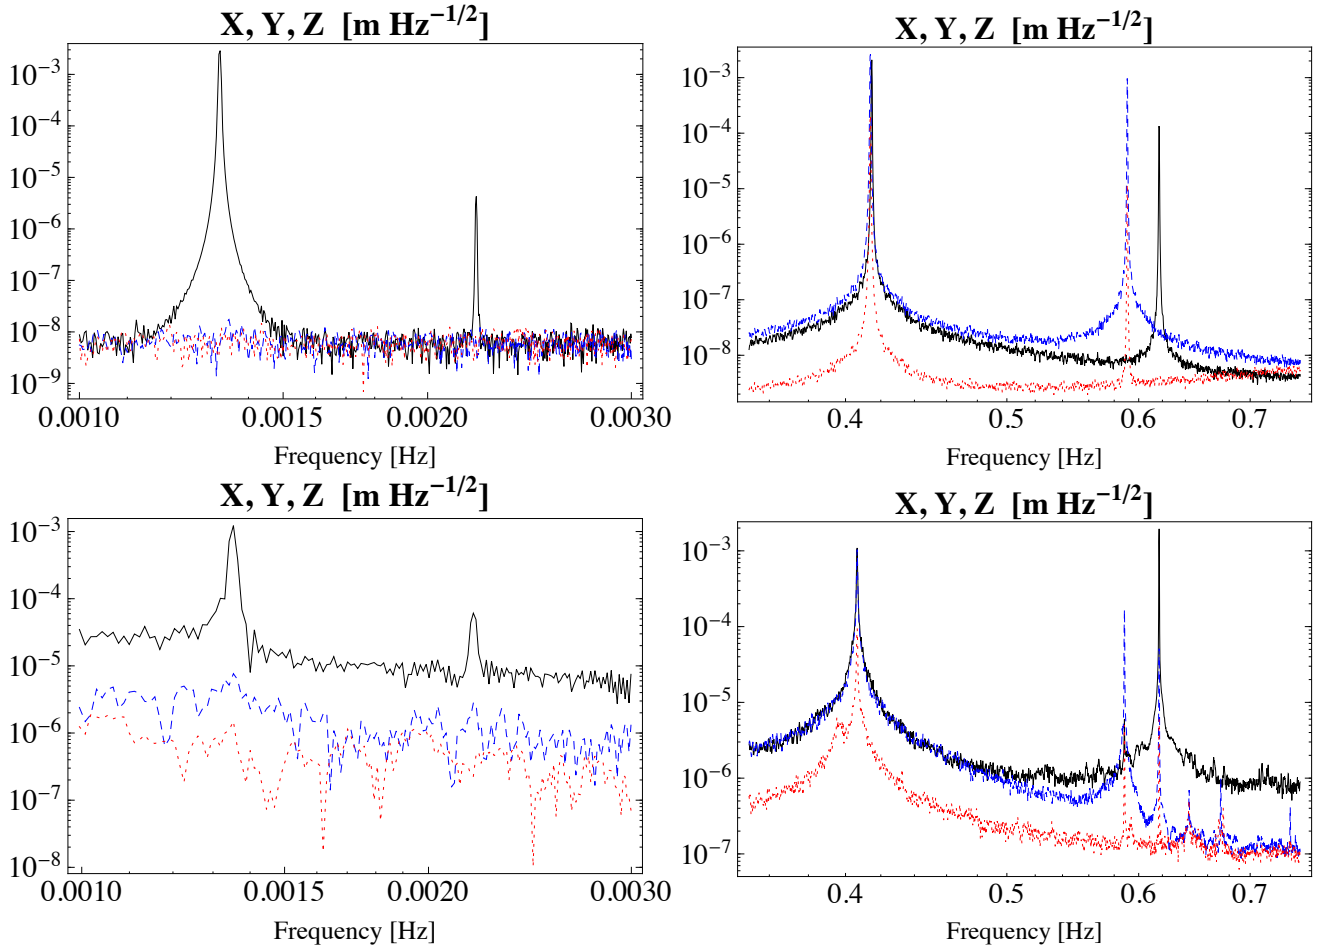 X, Y, Z [m Hz⁻¹/²]
10⁻³
10⁻⁴
10⁻⁵
10⁻⁶
10⁻⁷
10⁻⁸
10⁻⁹
0.0010 0.0015 0.0020 0.0030
Frequency [Hz]
X, Y, Z [m Hz⁻¹/²]
10⁻³
10⁻⁴
10⁻⁵
10⁻⁶
10⁻⁷
10⁻⁸
0.4 0.5 0.6 0.7
Frequency [Hz]
X, Y, Z [m Hz⁻¹/²]
10⁻³
10⁻⁴
10⁻⁵
10⁻⁶
10⁻⁷
10⁻⁸
0.0010 0.0015 0.0020 0.0030
Frequency [Hz]
X, Y, Z [m Hz⁻¹/²]
10⁻³
10⁻⁴
10⁻⁵
10⁻⁶
10⁻⁷
0.4 0.5 0.6 0.7
Frequency [Hz]